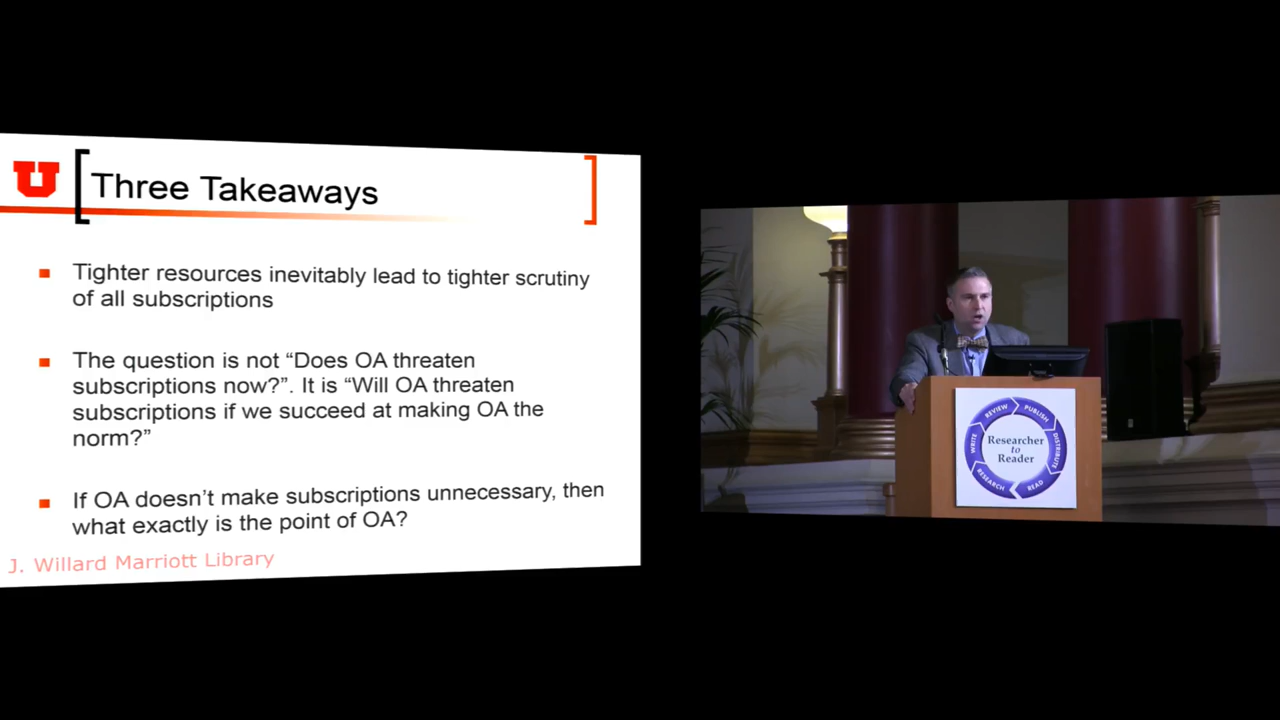 U
Three Takeaways
Tighter resources inevitably lead to tighter scrutiny
of all subscriptions
The question is not “Does OA threaten
subscriptions now?”. It is “Will OA threaten
subscriptions if we succeed at making OA the
norm?”
If OA doesn’t make subscriptions unnecessary, then
what exactly is the point of OA?
J. Willard Marriott Library
REVIEW
PUBLISH
DISTRIBUTE
READ
RESEARCH
WRITE
Researcher
to
Reader